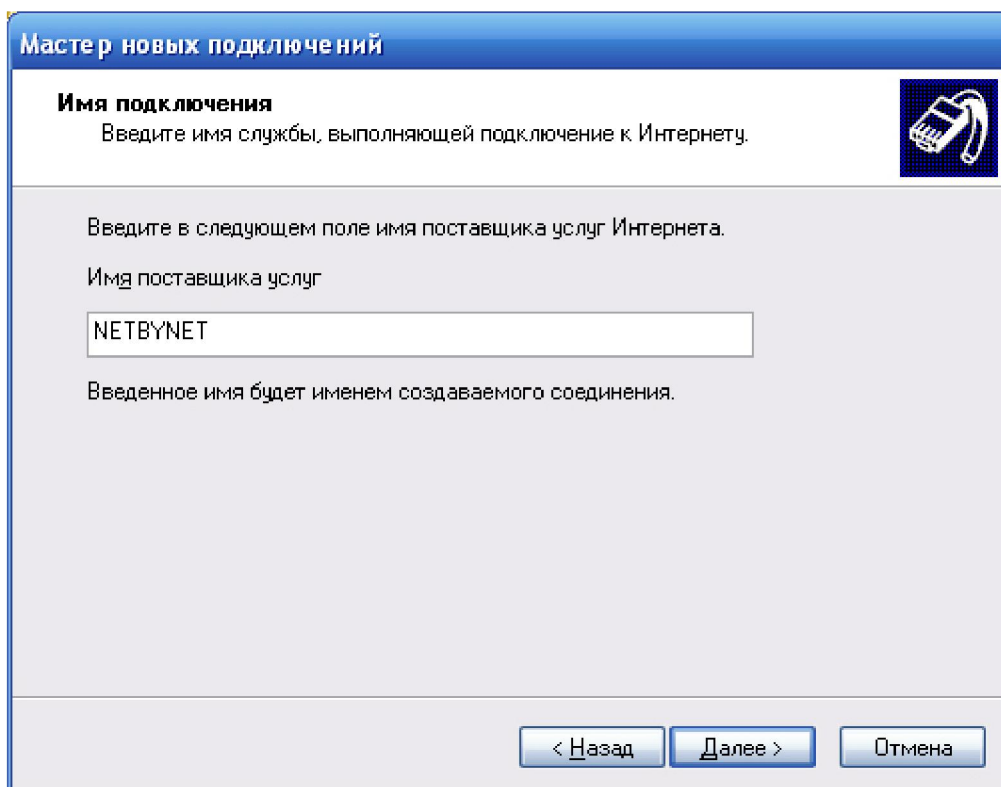 Мастер новых подключений
Имя подключения
Введите имя службы, выполняющей подключение к Интернету.
Введите в следующем поле имя поставщика услуг Интернета.
Имя поставщика услуг
NETBYNET
Введенное имя будет именем создаваемого соединения.
< Назад Далее > Отмена